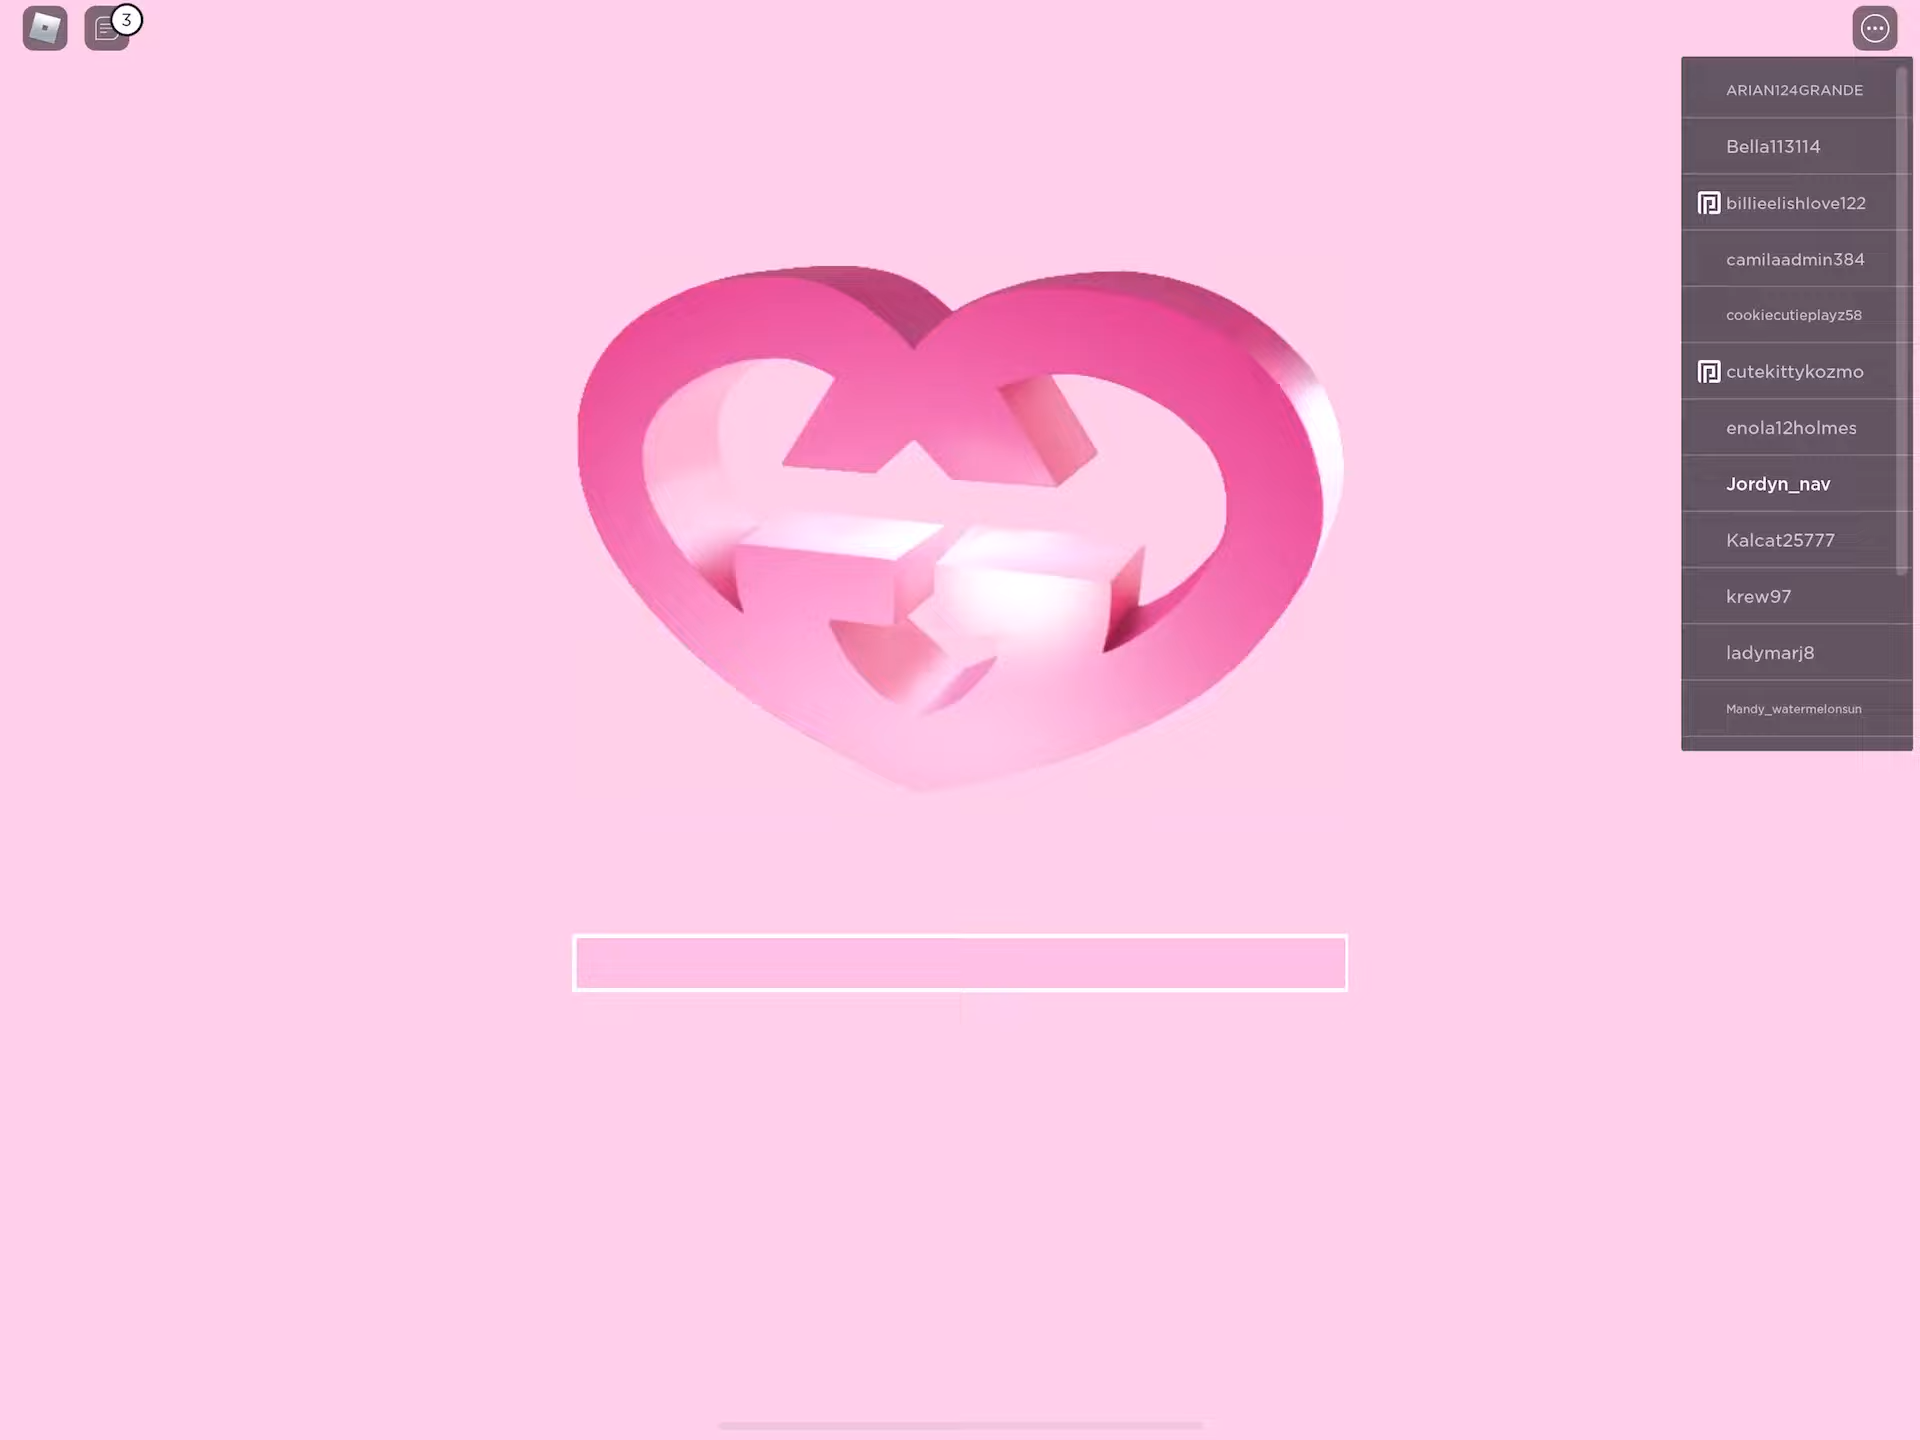 3
ARIAN124GRANDE
Bella113114
billieelishlove122
camilaadmin384
cookiecutieplayz58
cutekittykozmo
enola12holmes
Jordyn_nav
Kalcat25777
krew97
ladymarj8
Mandy_watermelonsun